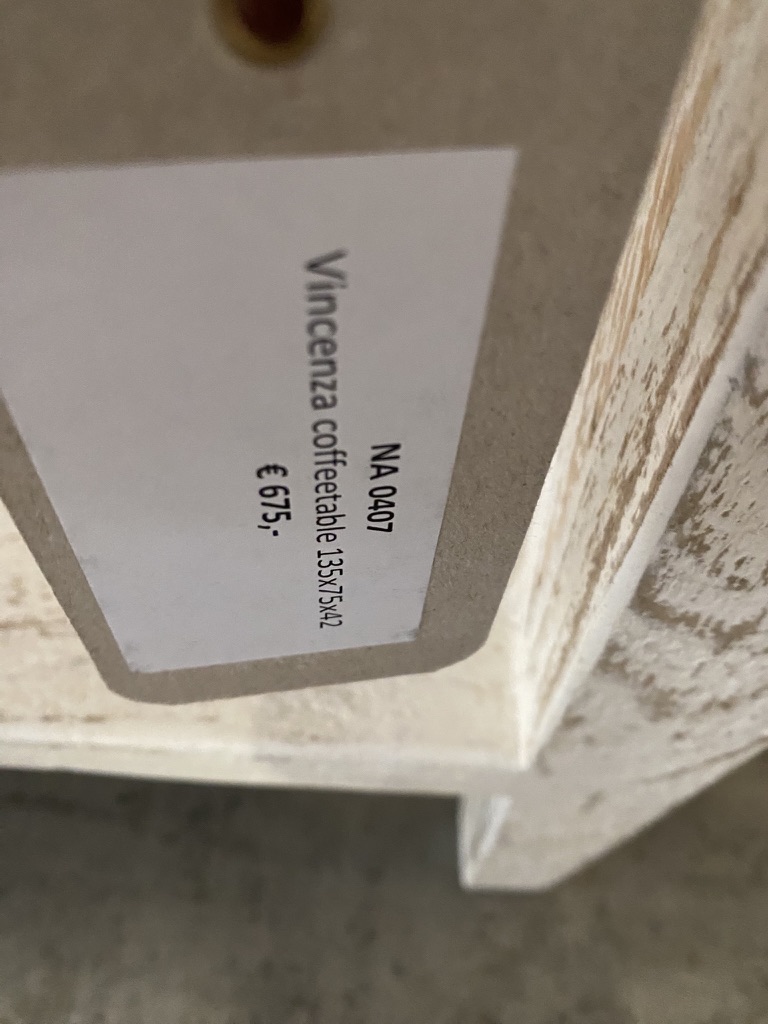 NA 0407
Vincenza coffeetable 135x75x42
€ 675,-